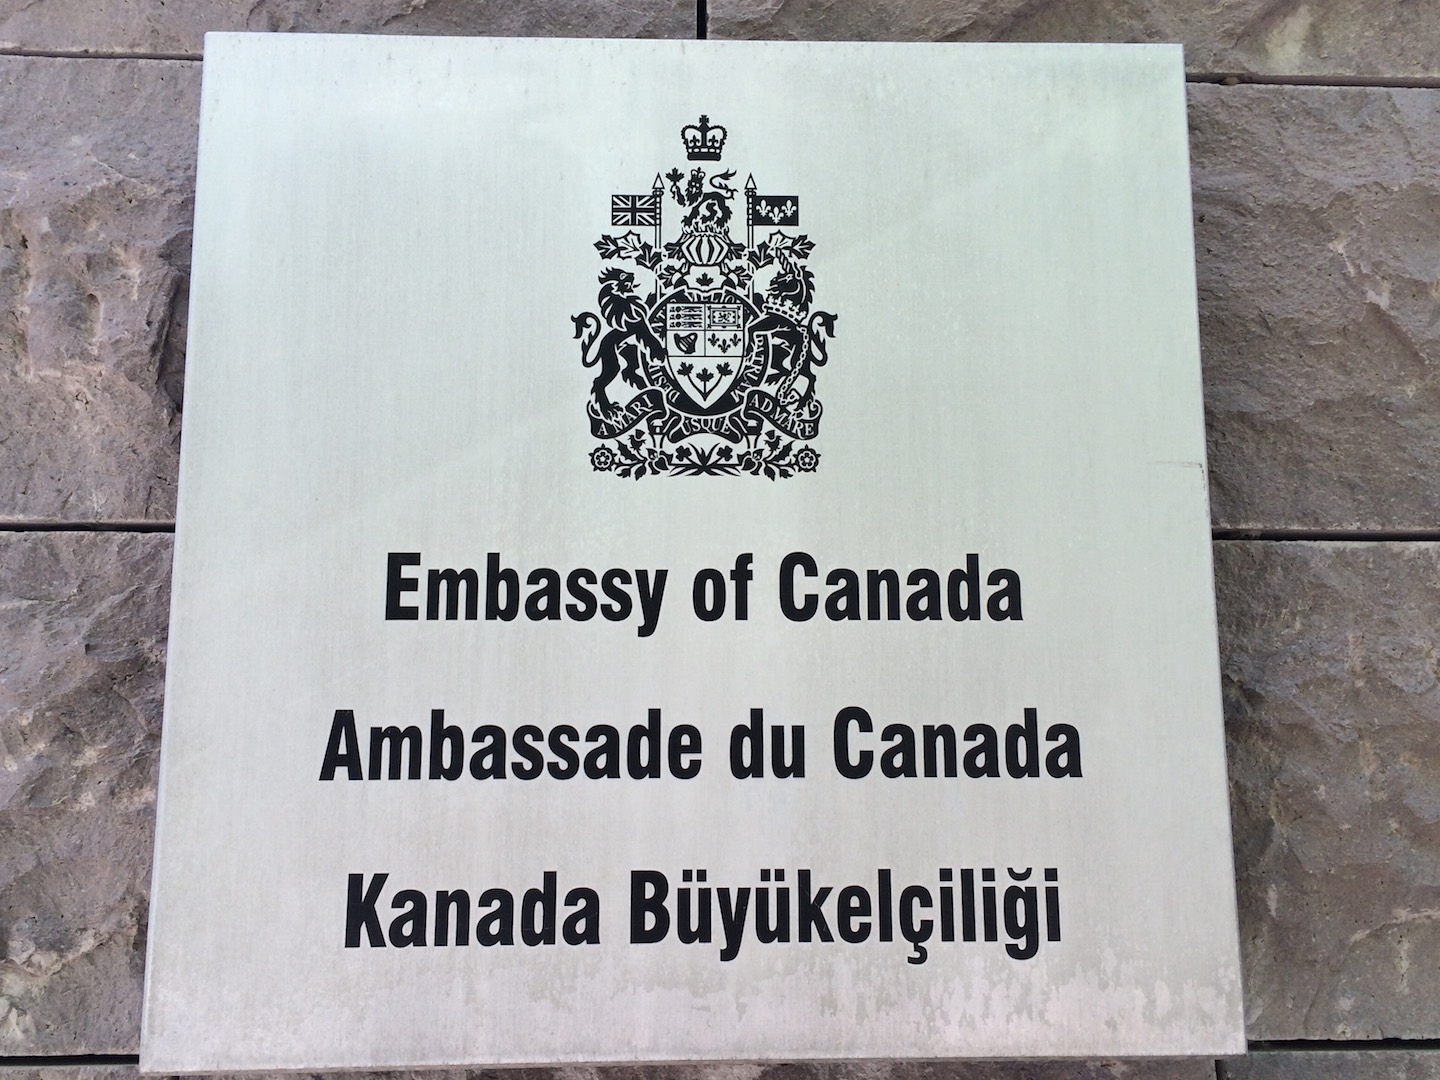 A MARI USQUE AD MARE
Embassy of Canada
Ambassade du Canada
Kanada Büyükelçiliği